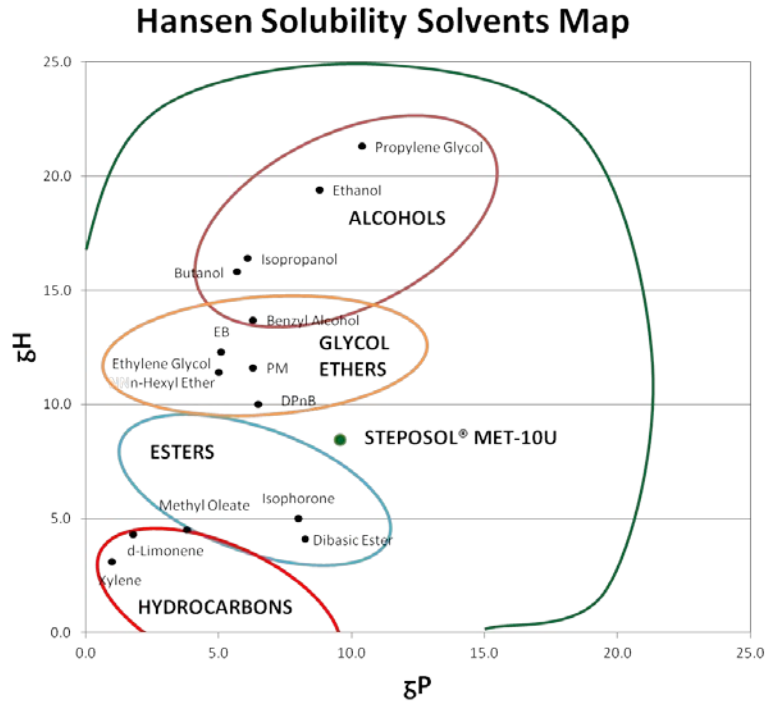 Hansen Solubility Solvents Map
25.0
20.0
15.0
10.0
5.0
0.0
δH
Propylene Glycol
Ethanol
ALCOHOLS
Isopropanol
Butanol
Benzyl Alcohol
EB
GLYCOL
ETHERS
Ethylene Glycol
n-Hexyl Ether
PM
DPnB
STEPOSOL® MET-10U
ESTERS
Methyl Oleate
Isophorone
Dibasic Ester
d-Limonene
Xylene
HYDROCARBONS
0.0 5.0 10.0 15.0 20.0 25.0
δP